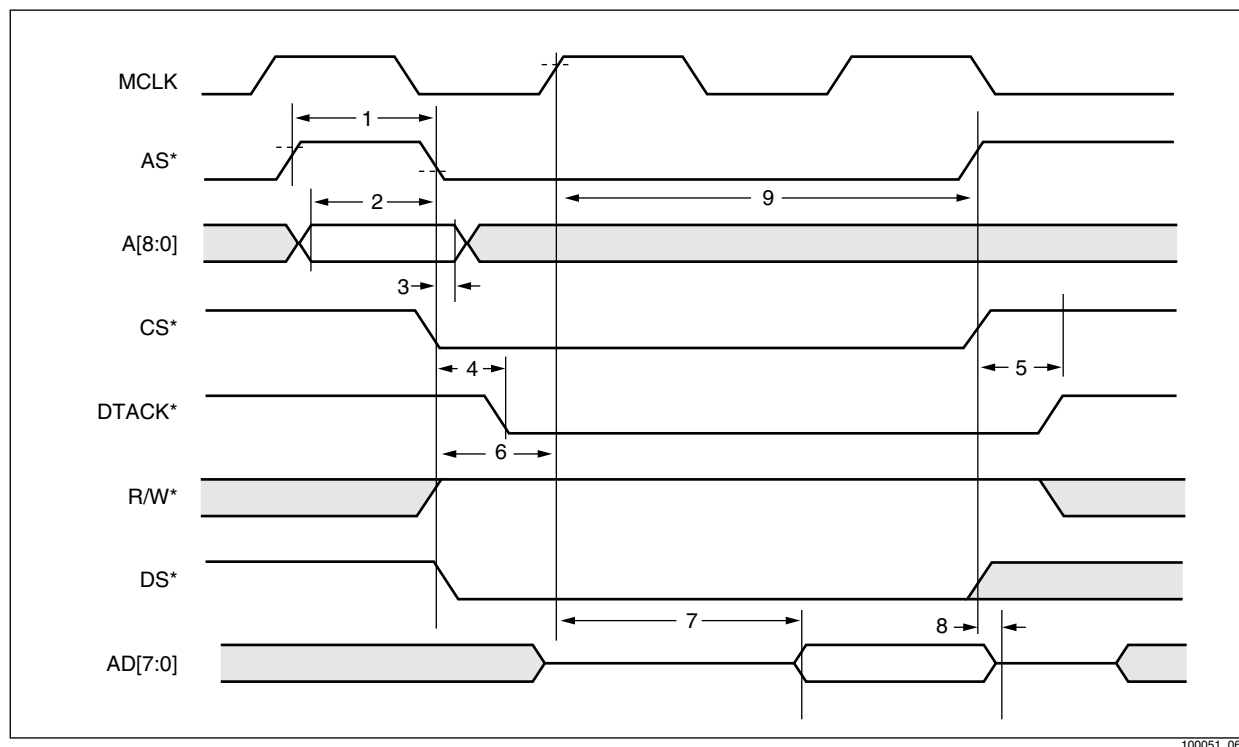 MCLK
1
AS*
2
9
A[8:0]
3
CS*
4
5
DTACK*
6
R/W*
DS*
7
8
AD[7:0]
100051_067